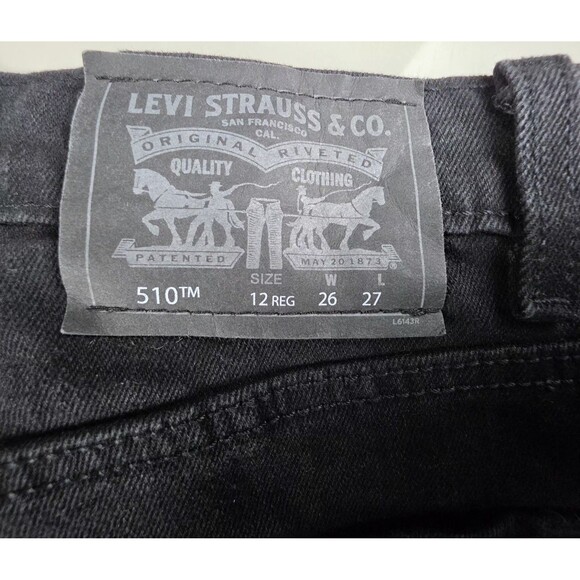 LEVI STRAUSS & CO.
SAN FRANCISCO
CAL.
ORIGINAL RIVETED
QUALITY CLOTHING
PATENTED MAY 20 1873 ®
SIZE W L
510™ 12 REG 26 27
L6142R